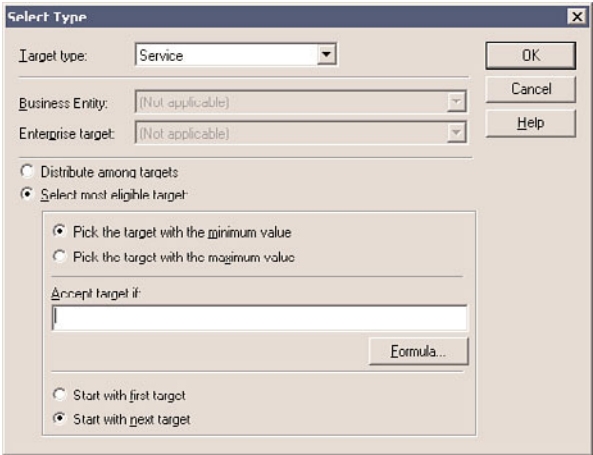 Select Type
Target type: Service OK
Business Entity: (Not applicable) Cancel
Enterprise target: (Not applicable) Help
Distribute among targets
Select most eligible target:
Pick the target with the minimum value
Pick the target with the maximum value
Accept target if:
Formula...
Start with first target
Start with next target